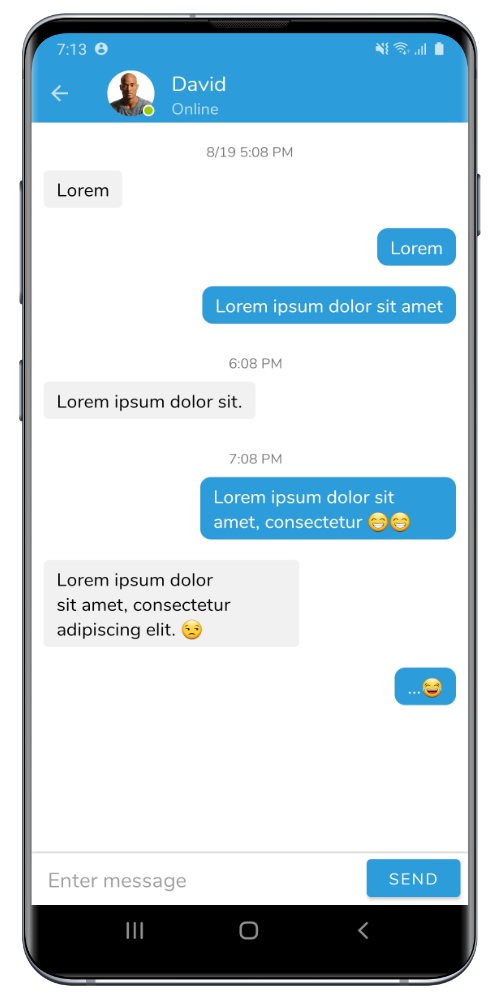 7:13
David
Online
8/19 5:08 PM
Lorem
Lorem
Lorem ipsum dolor sit amet
6:08 PM
Lorem ipsum dolor sit.
7:08 PM
Lorem ipsum dolor sit
amet, consectetur 😁😁
Lorem ipsum dolor
sit amet, consectetur
adipiscing elit. 😒
...😂
Enter message
SEND